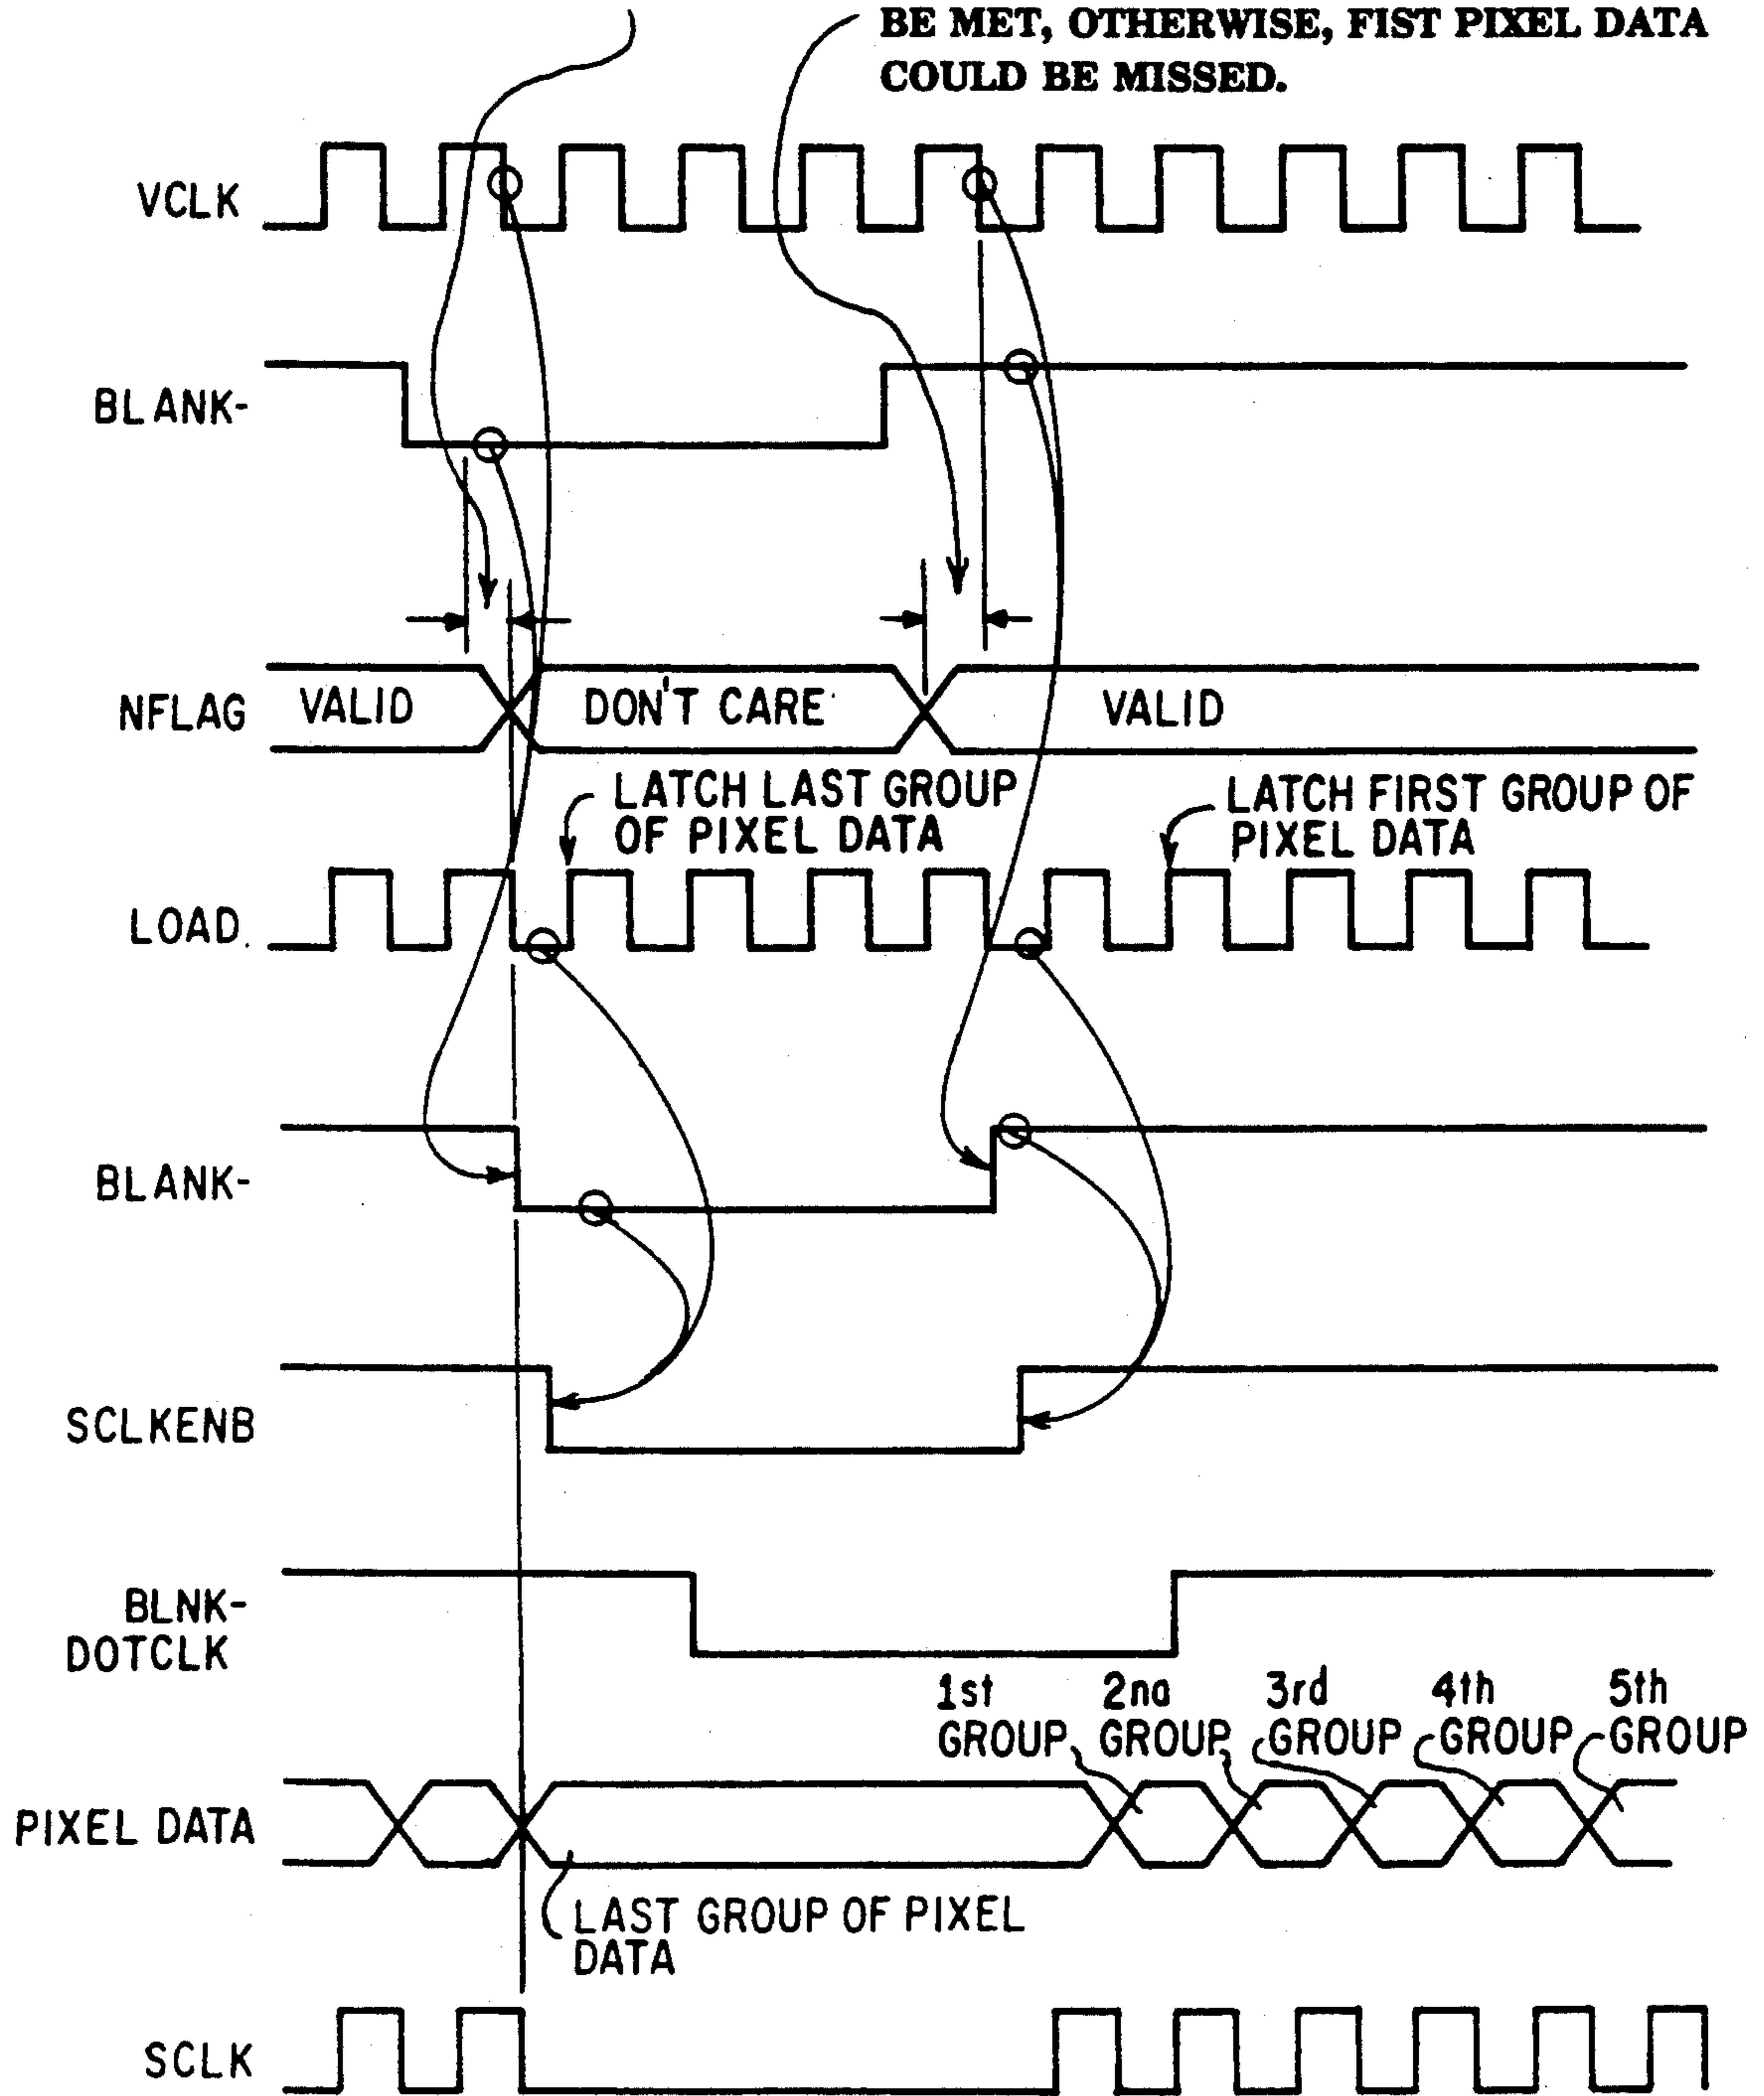 BE MET, OTHERWISE, FIST PIXEL DATA
COULD BE MISSED.
VCLK
BLANK-
NFLAG
VALID
DON'T CARE
VALID
LATCH LAST GROUP
OF PIXEL DATA
LATCH FIRST GROUP OF
PIXEL DATA
LOAD.
BLANK-
SCLKENB
BLNK-
DOTCLK
1st
GROUP
2nd
GROUP
3rd
GROUP
4th
GROUP
5th
GROUP
PIXEL DATA
LAST GROUP OF PIXEL
DATA
SCLK